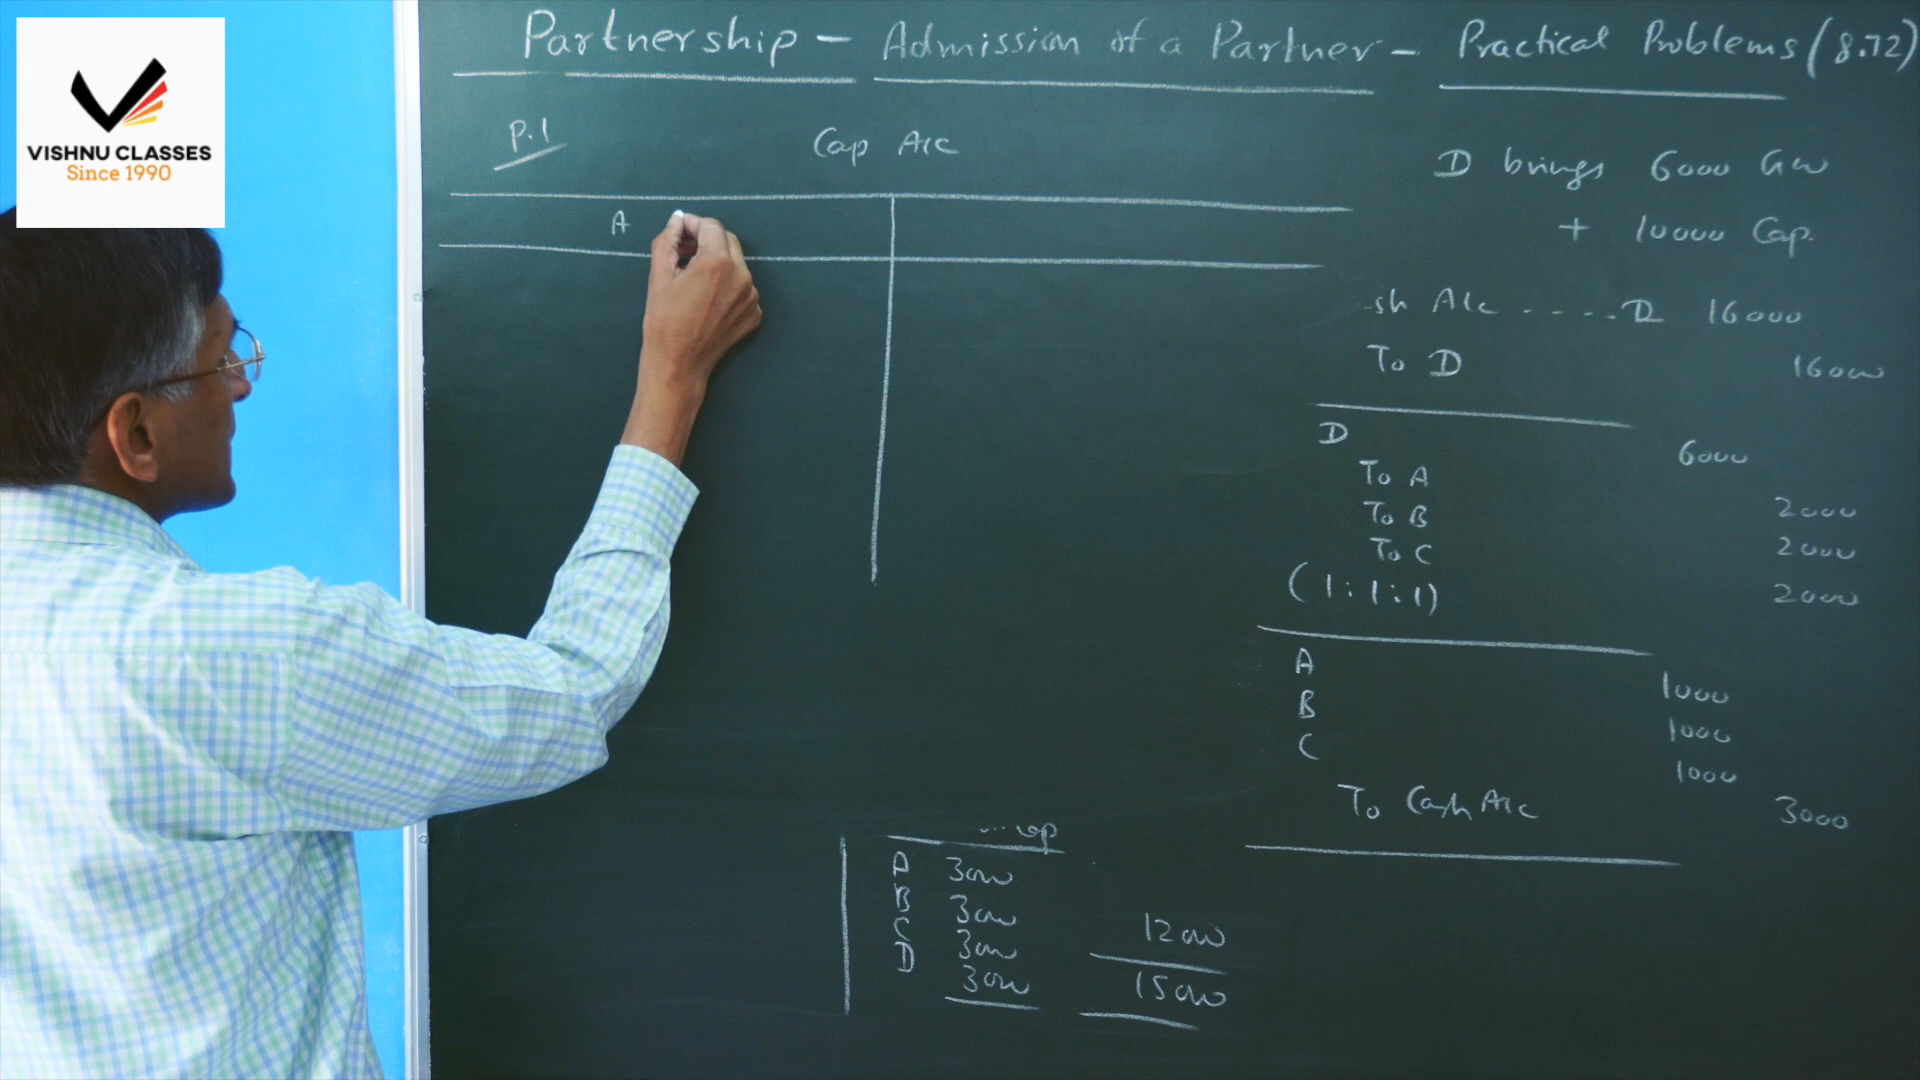 VISHNU CLASSES
Since 1990
Partnership - Admission of a Partner - Practical Problems (8.72)
P.1
Cap A/c
A
D brings 6000 GW
+ 10000 Cap.
sh A/c ....D 16000
To D 16000
D 6000
To A 2000
To B 2000
To C 2000
(1:1:1)
A 1000
B 1000
C 1000
To Cash A/c 3000
A 3000
B 3000
C 3000 12000
D 3000 15000